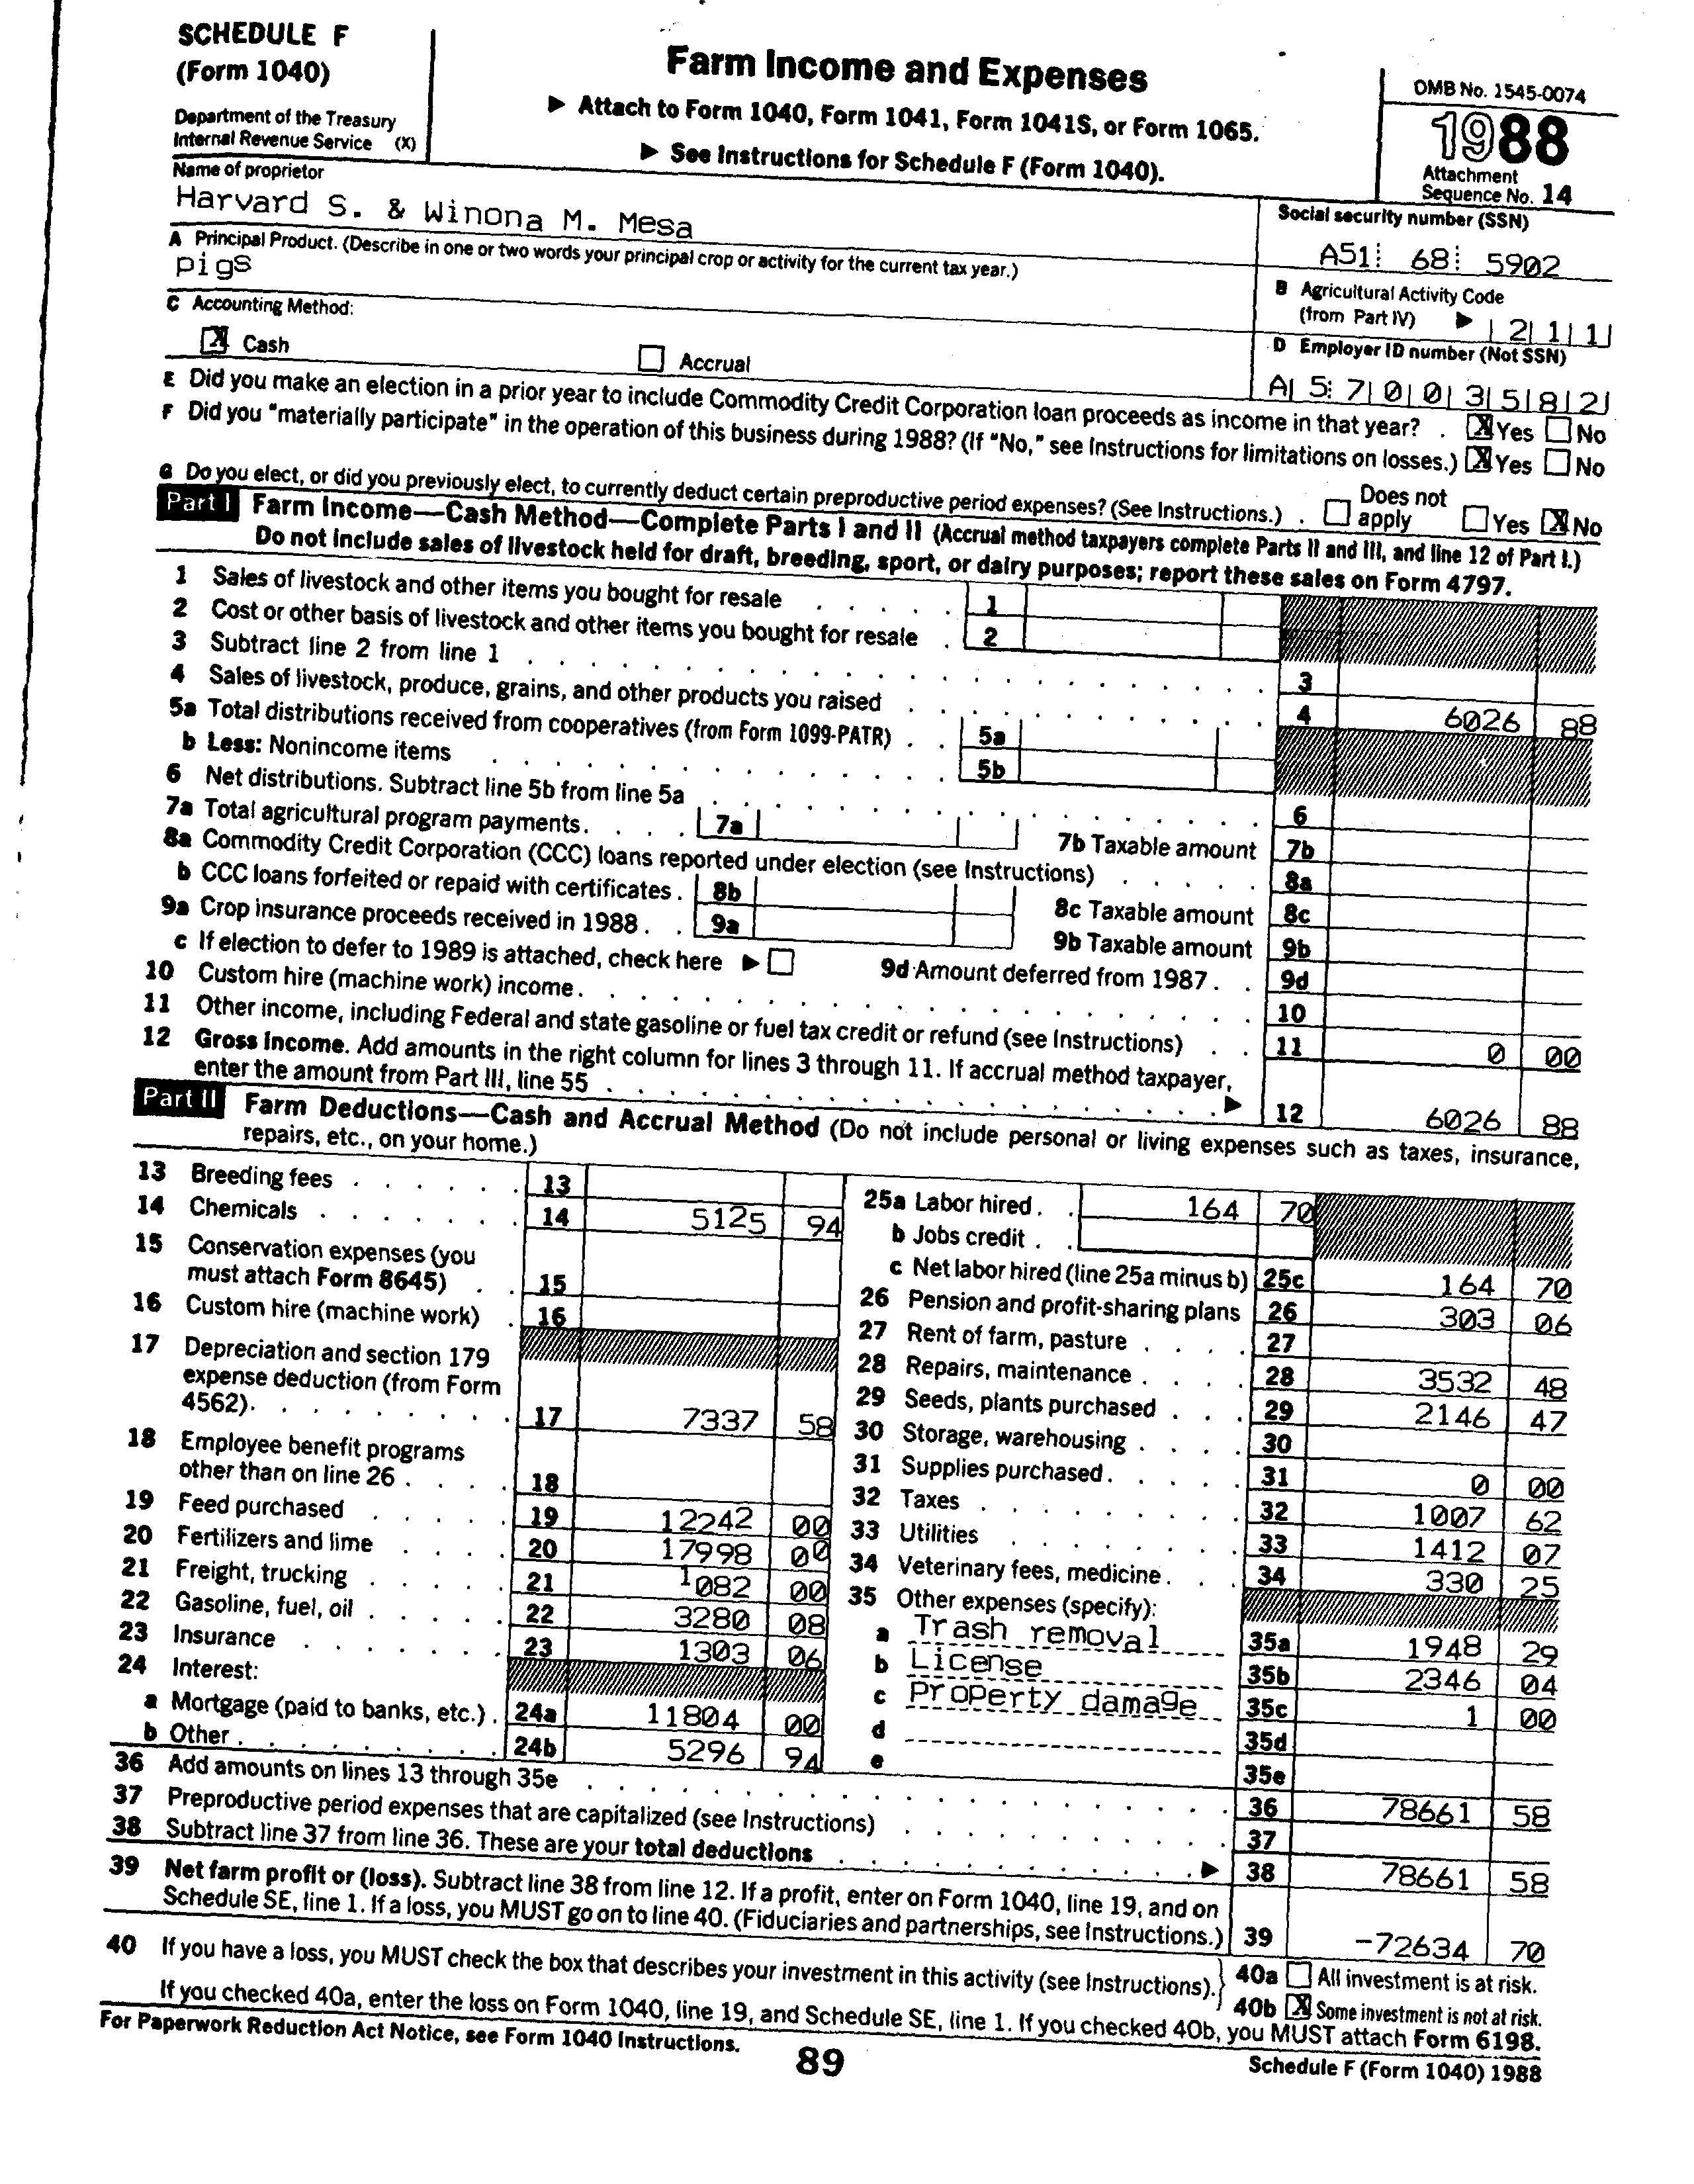 SCHEDULE F
(Form 1040)
Department of the Treasury
Internal Revenue Service (X)
Farm Income and Expenses
▶ Attach to Form 1040, Form 1041, Form 1041S, or Form 1065.
▶ See Instructions for Schedule F (Form 1040).
OMB No. 1545-0074
1988
Attachment
Sequence No. 14
Name of proprietor
Harvard S. & Winona M. Mesa
Social security number (SSN)
A51 68 5902
A Principal Product. (Describe in one or two words your principal crop or activity for the current tax year.)
pigs
B Agricultural Activity Code
(from Part IV) ▶ 2 1 1
C Accounting Method:
X Cash Accrual
D Employer ID number (Not SSN)
A 5 7 0 0 3 5 8 2
E Did you make an election in a prior year to include Commodity Credit Corporation loan proceeds as income in that year? . X Yes No
F Did you "materially participate" in the operation of this business during 1988? (If "No," see Instructions for limitations on losses.) X Yes No
G Do you elect, or did you previously elect, to currently deduct certain preproductive period expenses? (See Instructions.) . Does not apply Yes X No
Part I Farm Income—Cash Method—Complete Parts I and II (Accrual method taxpayers complete Parts II and III, and line 12 of Part I.)
Do not include sales of livestock held for draft, breeding, sport, or dairy purposes; report these sales on Form 4797.
1 Sales of livestock and other items you bought for resale 1
2 Cost or other basis of livestock and other items you bought for resale 2
3 Subtract line 2 from line 1 3
4 Sales of livestock, produce, grains, and other products you raised 4 6026 88
5a Total distributions received from cooperatives (from Form 1099-PATR) 5a
b Less: Nonincome items 5b
6 Net distributions. Subtract line 5b from line 5a 6
7a Total agricultural program payments 7a 7b Taxable amount 7b
8a Commodity Credit Corporation (CCC) loans reported under election (see Instructions) 8a
b CCC loans forfeited or repaid with certificates 8b 8c Taxable amount 8c
9a Crop insurance proceeds received in 1988 9a 9b Taxable amount 9b
c If election to defer to 1989 is attached, check here ▶ 9d Amount deferred from 1987 9d
10 Custom hire (machine work) income 10
11 Other income, including Federal and state gasoline or fuel tax credit or refund (see Instructions) 11 0 00
12 Gross Income. Add amounts in the right column for lines 3 through 11. If accrual method taxpayer,
enter the amount from Part III, line 55 ▶ 12 6026 88
Part II Farm Deductions—Cash and Accrual Method (Do not include personal or living expenses such as taxes, insurance,
repairs, etc., on your home.)
13 Breeding fees 13
14 Chemicals 14 5125 94
15 Conservation expenses (you
must attach Form 8645) 15
16 Custom hire (machine work) 16
17 Depreciation and section 179
expense deduction (from Form
4562) 17 7337 58
18 Employee benefit programs
other than on line 26 18
19 Feed purchased 19 12242 00
20 Fertilizers and lime 20 17998 00
21 Freight, trucking 21 1082 00
22 Gasoline, fuel, oil 22 3280 08
23 Insurance 23 1303 06
24 Interest:
a Mortgage (paid to banks, etc.) 24a 11804 00
b Other 24b 5296 94
25a Labor hired 164 70
b Jobs credit
c Net labor hired (line 25a minus b) 25c 164 70
26 Pension and profit-sharing plans 26 303 06
27 Rent of farm, pasture 27
28 Repairs, maintenance 28 3532 48
29 Seeds, plants purchased 29 2146 47
30 Storage, warehousing 30
31 Supplies purchased 31 0 00
32 Taxes 32 1007 62
33 Utilities 33 1412 07
34 Veterinary fees, medicine 34 330 25
35 Other expenses (specify):
a Trash removal 35a 1948 29
b License 35b 2346 04
c Property damage 35c 1 00
d 35d
e 35e
36 Add amounts on lines 13 through 35e 36 78661 58
37 Preproductive period expenses that are capitalized (see Instructions) 37
38 Subtract line 37 from line 36. These are your total deductions ▶ 38 78661 58
39 Net farm profit or (loss). Subtract line 38 from line 12. If a profit, enter on Form 1040, line 19, and on
Schedule SE, line 1. If a loss, you MUST go on to line 40. (Fiduciaries and partnerships, see Instructions.) 39 -72634 70
40 If you have a loss, you MUST check the box that describes your investment in this activity (see Instructions). 40a All investment is at risk.
40b X Some investment is not at risk.
If you checked 40a, enter the loss on Form 1040, line 19, and Schedule SE, line 1. If you checked 40b, you MUST attach Form 6198.
For Paperwork Reduction Act Notice, see Form 1040 Instructions.
89
Schedule F (Form 1040) 1988